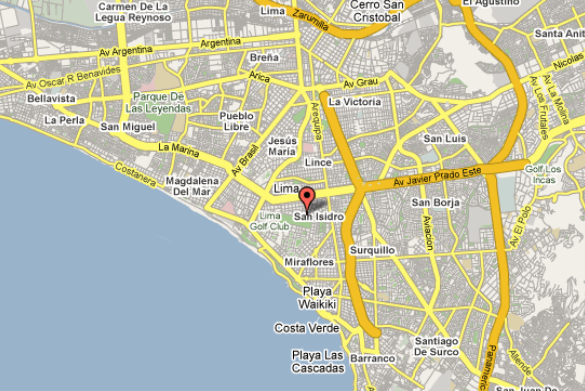 Carmen De La
Legua Reynoso
Lima
Zarumilla
Cerro San
Cristobal
El Agustino
Santa Anit
Av Argentina
Argentina
Breña
Nicolas
Av.Oscar.R Benavides
Arica
Av Grau
Bellavista
Parque De
Las Leyendas
La Victoria
Av Los Frutales
Av La Molina
La Perla
San Miguel
Pueblo
Libre
Arequipa
Jesús
María
San Luis
La Marina
Av Brasil
Lince
Costanera
Magdalena
Del Mar
Lima
Av Javier Prado Este
Golf Los
Incas
San Isidro
San Borja
Lima
Golf Club
Aviacion
Av El Polo
Surquillo
Miraflores
Playa
Waikiki
Costa Verde
Santiago
De Surco
Playa Las
Cascadas
Barranco
Paname
Allende
San Juan De